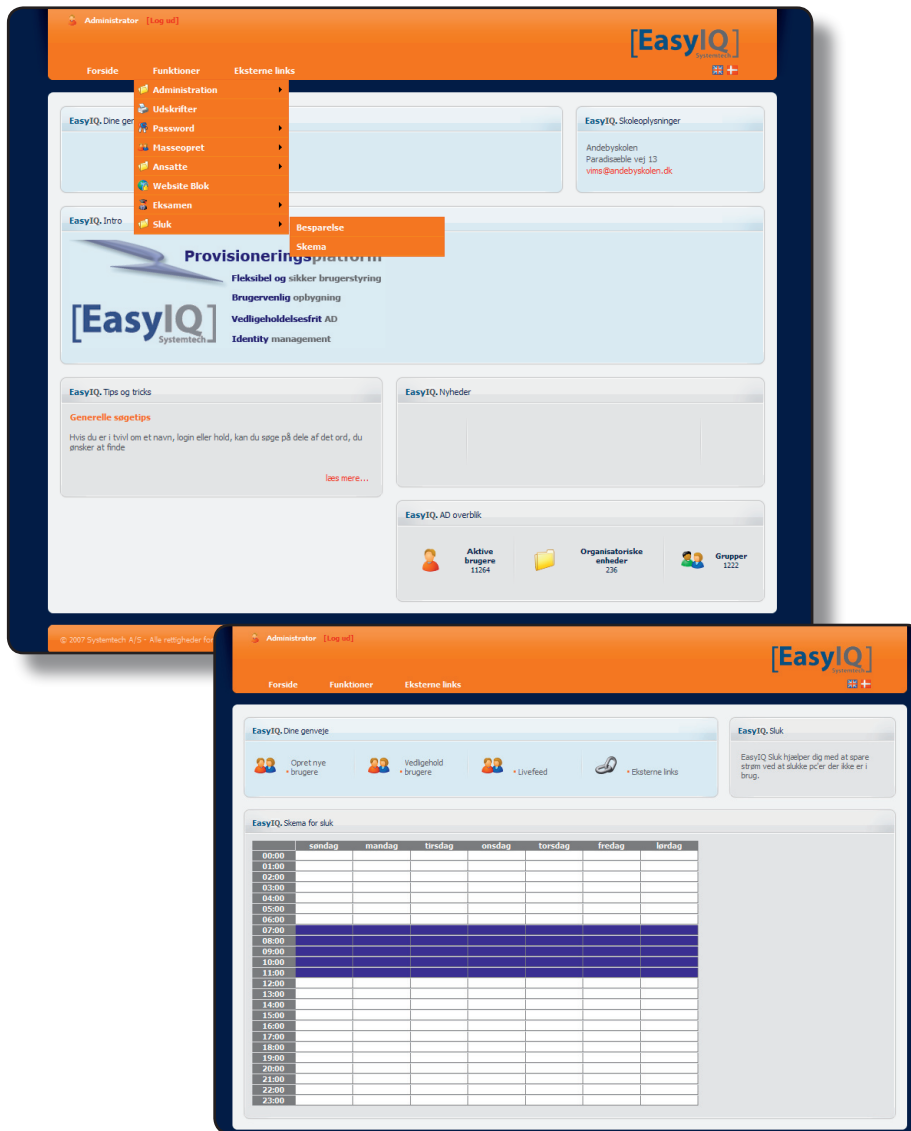 Administrator [Log ud]
[EasyIQ]
Systemtech
Forside Funktioner Eksterne links
Administration
Udskrifter
Password
Masseopret
Ansatte
Website Blok
Eksamen
Sluk
Besparelse
Skema
EasyIQ. Dine ger
EasyIQ. Skoleoplysninger
Andebyskolen
Paradisæble vej 13
vims@andebyskolen.dk
EasyIQ. Intro
Provisioneringsplatform
Fleksibel og sikker brugerstyring
Brugervenlig opbygning
Vedligeholdelsesfrit AD
Identity management
[EasyIQ]
Systemtech
EasyIQ. Tips og tricks
Generelle søgetips
Hvis du er i tvivl om et navn, login eller hold, kan du søge på dele af det ord, du
ønsker at finde
læs mere...
EasyIQ. Nyheder
EasyIQ. AD overblik
Aktive
brugere
11264
Organisatoriske
enheder
236
Grupper
1222
© 2007 Systemtech A/S - Alle rettigheder for
Administrator [Log ud]
[EasyIQ]
Systemtech
Forside Funktioner Eksterne links
EasyIQ. Dine genveje
Opret nye
• brugere
Vedligehold
• brugere
• Livefeed
• Eksterne links
EasyIQ. Sluk
EasyIQ Sluk hjælper dig med at spare
strøm ved at slukke pc'er der ikke er i
brug.
EasyIQ. Skema for sluk
søndag mandag tirsdag onsdag torsdag fredag lørdag
00:00
01:00
02:00
03:00
04:00
05:00
06:00
07:00
08:00
09:00
10:00
11:00
12:00
13:00
14:00
15:00
16:00
17:00
18:00
19:00
20:00
21:00
22:00
23:00